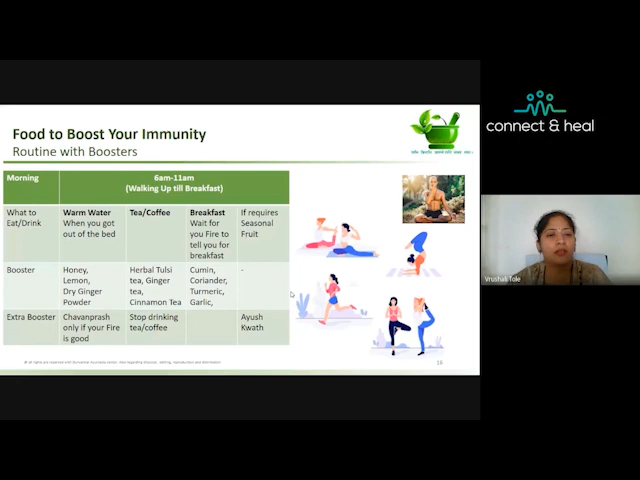 Food to Boost Your Immunity
Routine with Boosters
Morning
6am-11am
(Walking Up till Breakfast)
What to
Eat/Drink
Warm Water
When you got
out of the bed
Tea/Coffee
Breakfast
Wait for
you Fire to
tell you for
breakfast
If requires
Seasonal
Fruit
Booster
Honey,
Lemon,
Dry Ginger
Powder
Herbal Tulsi
tea, Ginger
tea,
Cinnamon Tea
Cumin,
Coriander,
Turmeric,
Garlic,
-
Extra Booster
Chavanprash
only if your Fire
is good
Stop drinking
tea/coffee
Ayush
Kwath
16
connect & heal
Vrushali Tole